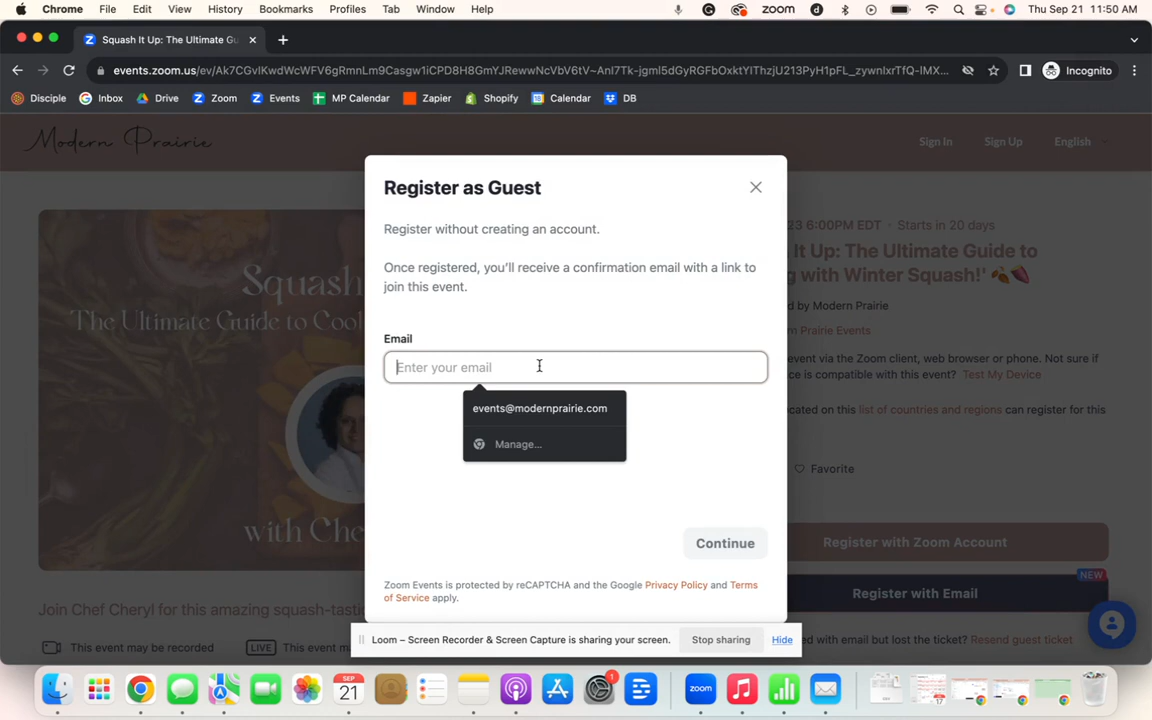 Chrome File Edit View History Bookmarks Profiles Tab Window Help zoom Thu Sep 21 11:50 AM
Squash It Up: The Ultimate Gu
Incognito
Disciple Inbox Drive Zoom Events MP Calendar Zapier Shopify Calendar DB
Modern Prairie Sign In Sign Up English
Register as Guest
Register without creating an account.
Once registered, you'll receive a confirmation email with a link to
join this event.
Email
Enter your email
events@modernprairie.com
Manage...
Continue
Zoom Events is protected by reCAPTCHA and the Google Privacy Policy and Terms
of Service apply.
Squash
The Ultimate Guide to Coo
with Che
Join Chef Cheryl for this amazing squash-tasti
This event may be recorded LIVE This event m
23 6:00PM EDT · Starts in 20 days
It Up: The Ultimate Guide to
g with Winter Squash!'
d by Modern Prairie
rn Prairie Events
event via the Zoom client, web browser or phone. Not sure if
ce is compatible with this event? Test My Device
cated on this list of countries and regions can register for this
Favorite
Register with Zoom Account
NEW
Register with Email
d with email but lost the ticket? Resend guest ticket
Loom – Screen Recorder & Screen Capture is sharing your screen. Stop sharing Hide
SEP
21
1
zoom
17